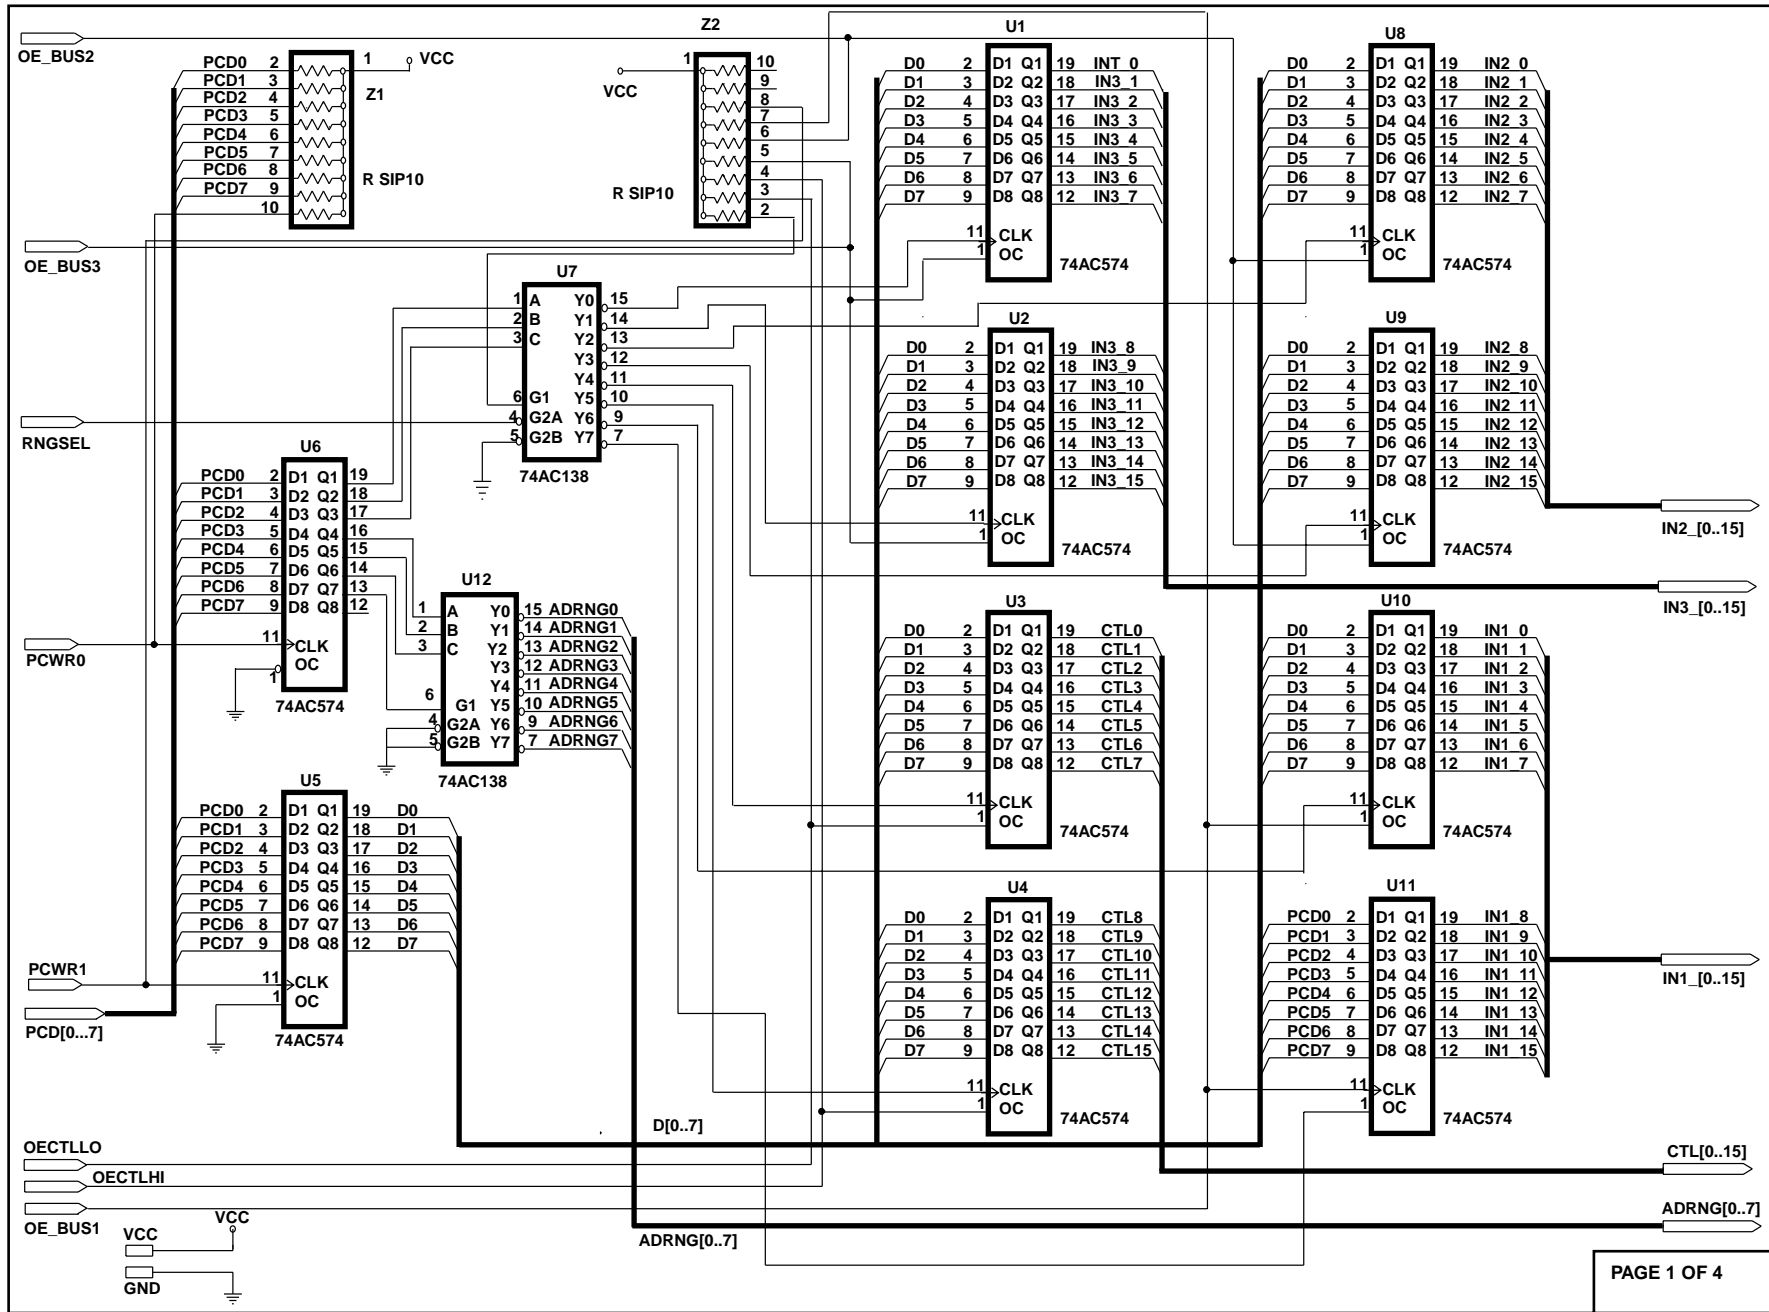 OE_BUS2
Z2
VCC
Z1
R SIP10
PCD0 2
PCD1 3
PCD2 4
PCD3 5
PCD4 6
PCD5 7
PCD6 8
PCD7 9
10
1
VCC
1
R SIP10
10
9
8
7
6
5
4
3
2
OE_BUS3
RNGSEL
PCWR0
PCWR1
PCD[0...7]
OECTLLO
OECTLHI
OE_BUS1
VCC
VCC
GND
U7
1 A Y0 15
2 B Y1 14
3 C Y2 13
Y3 12
Y4 11
6 G1 Y5 10
4 G2A Y6 9
5 G2B Y7 7
74AC138
U6
PCD0 2 D1 Q1 19
PCD1 3 D2 Q2 18
PCD2 4 D3 Q3 17
PCD3 5 D4 Q4 16
PCD4 6 D5 Q5 15
PCD5 7 D6 Q6 14
PCD6 8 D7 Q7 13
PCD7 9 D8 Q8 12
11 CLK
1 OC
74AC574
U12
1 A Y0 15 ADRNG0
2 B Y1 14 ADRNG1
3 C Y2 13 ADRNG2
Y3 12 ADRNG3
Y4 11 ADRNG4
6 G1 Y5 10 ADRNG5
4 G2A Y6 9 ADRNG6
5 G2B Y7 7 ADRNG7
74AC138
U5
PCD0 2 D1 Q1 19 D0
PCD1 3 D2 Q2 18 D1
PCD2 4 D3 Q3 17 D2
PCD3 5 D4 Q4 16 D3
PCD4 6 D5 Q5 15 D4
PCD5 7 D6 Q6 14 D5
PCD6 8 D7 Q7 13 D6
PCD7 9 D8 Q8 12 D7
11 CLK
1 OC
74AC574
D[0..7]
ADRNG[0..7]
U1
D0 2 D1 Q1 19 INT_0
D1 3 D2 Q2 18 IN3_1
D2 4 D3 Q3 17 IN3_2
D3 5 D4 Q4 16 IN3_3
D4 6 D5 Q5 15 IN3_4
D5 7 D6 Q6 14 IN3_5
D6 8 D7 Q7 13 IN3_6
D7 9 D8 Q8 12 IN3_7
11 CLK
1 OC
74AC574
U2
D0 2 D1 Q1 19 IN3_8
D1 3 D2 Q2 18 IN3_9
D2 4 D3 Q3 17 IN3_10
D3 5 D4 Q4 16 IN3_11
D4 6 D5 Q5 15 IN3_12
D5 7 D6 Q6 14 IN3_13
D6 8 D7 Q7 13 IN3_14
D7 9 D8 Q8 12 IN3_15
11 CLK
1 OC
74AC574
U3
D0 2 D1 Q1 19 CTL0
D1 3 D2 Q2 18 CTL1
D2 4 D3 Q3 17 CTL2
D3 5 D4 Q4 16 CTL3
D4 6 D5 Q5 15 CTL4
D5 7 D6 Q6 14 CTL5
D6 8 D7 Q7 13 CTL6
D7 9 D8 Q8 12 CTL7
11 CLK
1 OC
74AC574
U4
D0 2 D1 Q1 19 CTL8
D1 3 D2 Q2 18 CTL9
D2 4 D3 Q3 17 CTL10
D3 5 D4 Q4 16 CTL11
D4 6 D5 Q5 15 CTL12
D5 7 D6 Q6 14 CTL13
D6 8 D7 Q7 13 CTL14
D7 9 D8 Q8 12 CTL15
11 CLK
1 OC
74AC574
U8
D0 2 D1 Q1 19 IN2_0
D1 3 D2 Q2 18 IN2_1
D2 4 D3 Q3 17 IN2_2
D3 5 D4 Q4 16 IN2_3
D4 6 D5 Q5 15 IN2_4
D5 7 D6 Q6 14 IN2_5
D6 8 D7 Q7 13 IN2_6
D7 9 D8 Q8 12 IN2_7
11 CLK
1 OC
74AC574
U9
D0 2 D1 Q1 19 IN2_8
D1 3 D2 Q2 18 IN2_9
D2 4 D3 Q3 17 IN2_10
D3 5 D4 Q4 16 IN2_11
D4 6 D5 Q5 15 IN2_12
D5 7 D6 Q6 14 IN2_13
D6 8 D7 Q7 13 IN2_14
D7 9 D8 Q8 12 IN2_15
11 CLK
1 OC
74AC574
U10
D0 2 D1 Q1 19 IN1_0
D1 3 D2 Q2 18 IN1_1
D2 4 D3 Q3 17 IN1_2
D3 5 D4 Q4 16 IN1_3
D4 6 D5 Q5 15 IN1_4
D5 7 D6 Q6 14 IN1_5
D6 8 D7 Q7 13 IN1_6
D7 9 D8 Q8 12 IN1_7
11 CLK
1 OC
74AC574
U11
PCD0 2 D1 Q1 19 IN1_8
PCD1 3 D2 Q2 18 IN1_9
PCD2 4 D3 Q3 17 IN1_10
PCD3 5 D4 Q4 16 IN1_11
PCD4 6 D5 Q5 15 IN1_12
PCD5 7 D6 Q6 14 IN1_13
PCD6 8 D7 Q7 13 IN1_14
PCD7 9 D8 Q8 12 IN1_15
11 CLK
1 OC
74AC574
IN2_[0..15]
IN3_[0..15]
IN1_[0..15]
CTL[0..15]
ADRNG[0..7]
PAGE 1 OF 4